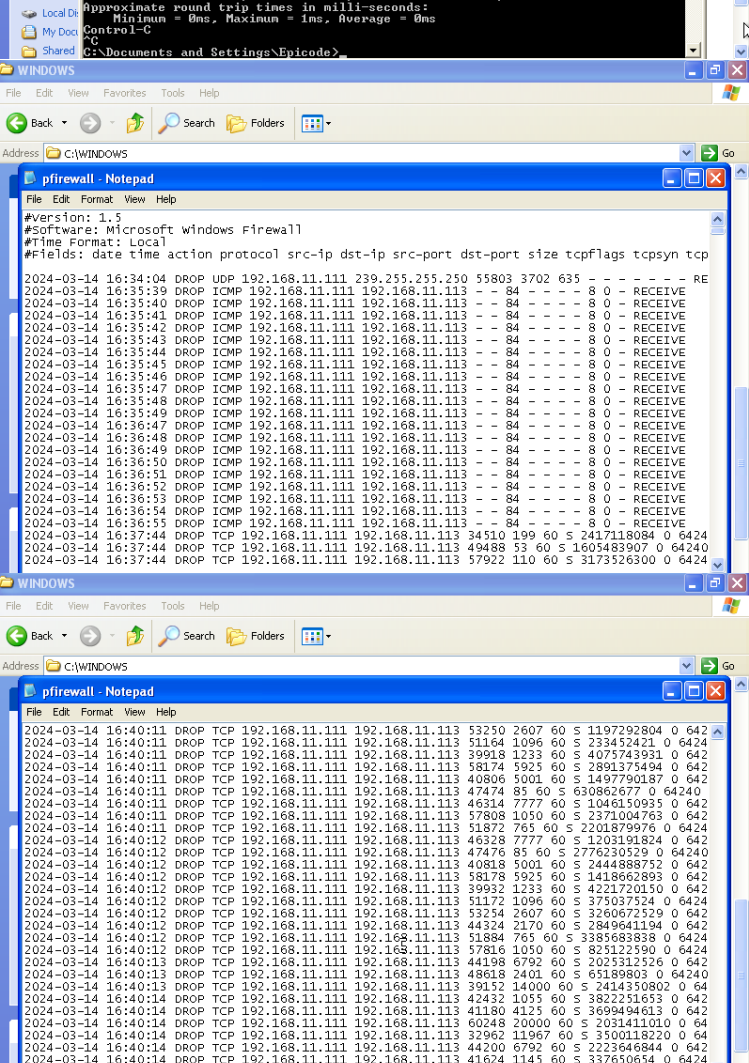 Approximate round trip times in milli-seconds:
Minimum = 0ms, Maximum = 1ms, Average = 0ms
Control-C
^C
C:\Documents and Settings\Epicode>_
Local Dis
My Docu
Shared
WINDOWS
File Edit View Favorites Tools Help
Back Search Folders
Address C:\WINDOWS Go
pfirewall - Notepad
File Edit Format View Help
#Version: 1.5
#Software: Microsoft Windows Firewall
#Time Format: Local
#Fields: date time action protocol src-ip dst-ip src-port dst-port size tcpflags tcpsyn tcp
2024-03-14 16:34:04 DROP UDP 192.168.11.111 239.255.255.250 55803 3702 635 - - - - - - - RE
2024-03-14 16:35:39 DROP ICMP 192.168.11.111 192.168.11.113 - - 84 - - - - 8 0 - RECEIVE
2024-03-14 16:35:40 DROP ICMP 192.168.11.111 192.168.11.113 - - 84 - - - - 8 0 - RECEIVE
2024-03-14 16:35:41 DROP ICMP 192.168.11.111 192.168.11.113 - - 84 - - - - 8 0 - RECEIVE
2024-03-14 16:35:42 DROP ICMP 192.168.11.111 192.168.11.113 - - 84 - - - - 8 0 - RECEIVE
2024-03-14 16:35:43 DROP ICMP 192.168.11.111 192.168.11.113 - - 84 - - - - 8 0 - RECEIVE
2024-03-14 16:35:44 DROP ICMP 192.168.11.111 192.168.11.113 - - 84 - - - - 8 0 - RECEIVE
2024-03-14 16:35:45 DROP ICMP 192.168.11.111 192.168.11.113 - - 84 - - - - 8 0 - RECEIVE
2024-03-14 16:35:46 DROP ICMP 192.168.11.111 192.168.11.113 - - 84 - - - - 8 0 - RECEIVE
2024-03-14 16:35:47 DROP ICMP 192.168.11.111 192.168.11.113 - - 84 - - - - 8 0 - RECEIVE
2024-03-14 16:35:48 DROP ICMP 192.168.11.111 192.168.11.113 - - 84 - - - - 8 0 - RECEIVE
2024-03-14 16:35:49 DROP ICMP 192.168.11.111 192.168.11.113 - - 84 - - - - 8 0 - RECEIVE
2024-03-14 16:36:47 DROP ICMP 192.168.11.111 192.168.11.113 - - 84 - - - - 8 0 - RECEIVE
2024-03-14 16:36:48 DROP ICMP 192.168.11.111 192.168.11.113 - - 84 - - - - 8 0 - RECEIVE
2024-03-14 16:36:49 DROP ICMP 192.168.11.111 192.168.11.113 - - 84 - - - - 8 0 - RECEIVE
2024-03-14 16:36:50 DROP ICMP 192.168.11.111 192.168.11.113 - - 84 - - - - 8 0 - RECEIVE
2024-03-14 16:36:51 DROP ICMP 192.168.11.111 192.168.11.113 - - 84 - - - - 8 0 - RECEIVE
2024-03-14 16:36:52 DROP ICMP 192.168.11.111 192.168.11.113 - - 84 - - - - 8 0 - RECEIVE
2024-03-14 16:36:53 DROP ICMP 192.168.11.111 192.168.11.113 - - 84 - - - - 8 0 - RECEIVE
2024-03-14 16:36:54 DROP ICMP 192.168.11.111 192.168.11.113 - - 84 - - - - 8 0 - RECEIVE
2024-03-14 16:36:55 DROP ICMP 192.168.11.111 192.168.11.113 - - 84 - - - - 8 0 - RECEIVE
2024-03-14 16:37:44 DROP TCP 192.168.11.111 192.168.11.113 34510 199 60 S 2417118084 0 6424
2024-03-14 16:37:44 DROP TCP 192.168.11.111 192.168.11.113 49488 53 60 S 1605483907 0 64240
2024-03-14 16:37:44 DROP TCP 192.168.11.111 192.168.11.113 57922 110 60 S 3173526300 0 6424
WINDOWS
File Edit View Favorites Tools Help
Back Search Folders
Address C:\WINDOWS Go
pfirewall - Notepad
File Edit Format View Help
2024-03-14 16:40:11 DROP TCP 192.168.11.111 192.168.11.113 53250 2607 60 S 1197292804 0 642
2024-03-14 16:40:11 DROP TCP 192.168.11.111 192.168.11.113 51164 1096 60 S 233452421 0 6424
2024-03-14 16:40:11 DROP TCP 192.168.11.111 192.168.11.113 39918 1233 60 S 4075743931 0 642
2024-03-14 16:40:11 DROP TCP 192.168.11.111 192.168.11.113 58174 5925 60 S 2891375494 0 642
2024-03-14 16:40:11 DROP TCP 192.168.11.111 192.168.11.113 40806 5001 60 S 1497790187 0 642
2024-03-14 16:40:11 DROP TCP 192.168.11.111 192.168.11.113 47474 85 60 S 630862677 0 64240
2024-03-14 16:40:11 DROP TCP 192.168.11.111 192.168.11.113 46314 7777 60 S 1046150935 0 642
2024-03-14 16:40:11 DROP TCP 192.168.11.111 192.168.11.113 57808 1050 60 S 2371004763 0 642
2024-03-14 16:40:11 DROP TCP 192.168.11.111 192.168.11.113 51872 765 60 S 2201879976 0 6424
2024-03-14 16:40:12 DROP TCP 192.168.11.111 192.168.11.113 46328 7777 60 S 1203191824 0 642
2024-03-14 16:40:12 DROP TCP 192.168.11.111 192.168.11.113 47476 85 60 S 2776230529 0 64240
2024-03-14 16:40:12 DROP TCP 192.168.11.111 192.168.11.113 40818 5001 60 S 2444888752 0 642
2024-03-14 16:40:12 DROP TCP 192.168.11.111 192.168.11.113 58178 5925 60 S 1418662893 0 642
2024-03-14 16:40:12 DROP TCP 192.168.11.111 192.168.11.113 39932 1233 60 S 4221720150 0 642
2024-03-14 16:40:12 DROP TCP 192.168.11.111 192.168.11.113 51172 1096 60 S 375037524 0 6424
2024-03-14 16:40:12 DROP TCP 192.168.11.111 192.168.11.113 53254 2607 60 S 3260672529 0 642
2024-03-14 16:40:12 DROP TCP 192.168.11.111 192.168.11.113 44324 2170 60 S 2849641194 0 642
2024-03-14 16:40:12 DROP TCP 192.168.11.111 192.168.11.113 51884 765 60 S 3385683838 0 6424
2024-03-14 16:40:12 DROP TCP 192.168.11.111 192.168.11.113 57816 1050 60 S 825122590 0 6424
2024-03-14 16:40:13 DROP TCP 192.168.11.111 192.168.11.113 44198 6792 60 S 2025312526 0 642
2024-03-14 16:40:13 DROP TCP 192.168.11.111 192.168.11.113 48618 2401 60 S 65189803 0 64240
2024-03-14 16:40:13 DROP TCP 192.168.11.111 192.168.11.113 39152 14000 60 S 2414350802 0 64
2024-03-14 16:40:14 DROP TCP 192.168.11.111 192.168.11.113 42432 1055 60 S 3822251653 0 642
2024-03-14 16:40:14 DROP TCP 192.168.11.111 192.168.11.113 41180 4125 60 S 3699494613 0 642
2024-03-14 16:40:14 DROP TCP 192.168.11.111 192.168.11.113 60248 20000 60 S 2031411010 0 64
2024-03-14 16:40:14 DROP TCP 192.168.11.111 192.168.11.113 32962 11967 60 S 3500118220 0 64
2024-03-14 16:40:14 DROP TCP 192.168.11.111 192.168.11.113 44200 6792 60 S 2223646844 0 642
2024-03-14 16:40:14 DROP TCP 192.168.11.111 192.168.11.113 41624 1145 60 S 337650654 0 6424